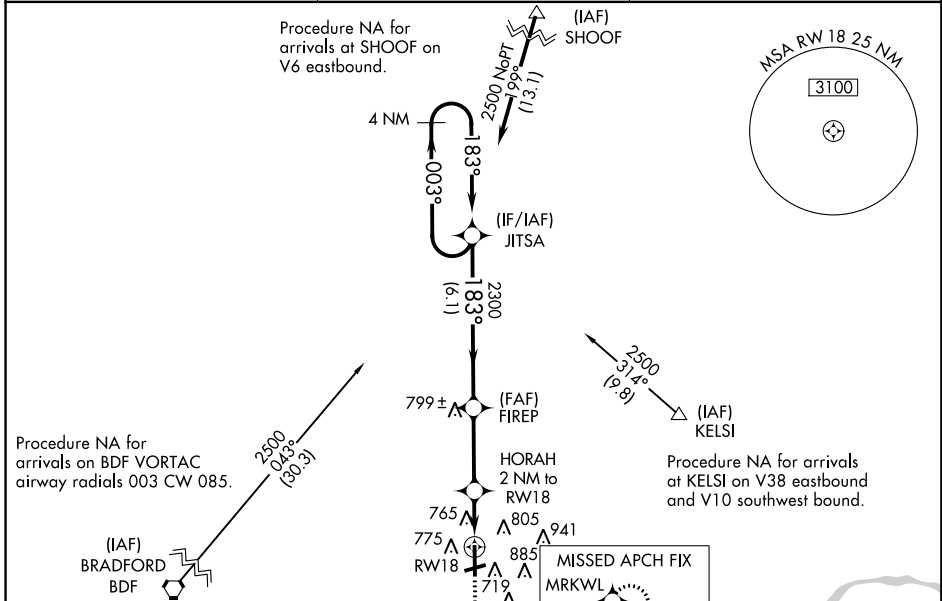 Procedure NA for
arrivals at SHOOF on
V6 eastbound.
(IAF)
SHOOF
2500 NoPT
199°
(13.1)
MSA RW 18 25 NM
3100
4 NM
183°
003°
(IF/IAF)
JITSA
2300
183°
(6.1)
2500
314°
(9.8)
(IAF)
KELSI
799 ±
(FAF)
FIREP
Procedure NA for
arrivals on BDF VORTAC
airway radials 003 CW 085.
2500
043°
(30.3)
Procedure NA for arrivals
at KELSI on V38 eastbound
and V10 southwest bound.
HORAH
2 NM to
RW18
765
805
941
775
885
RW18
719
(IAF)
BRADFORD
BDF
MISSED APCH FIX
MRKWL